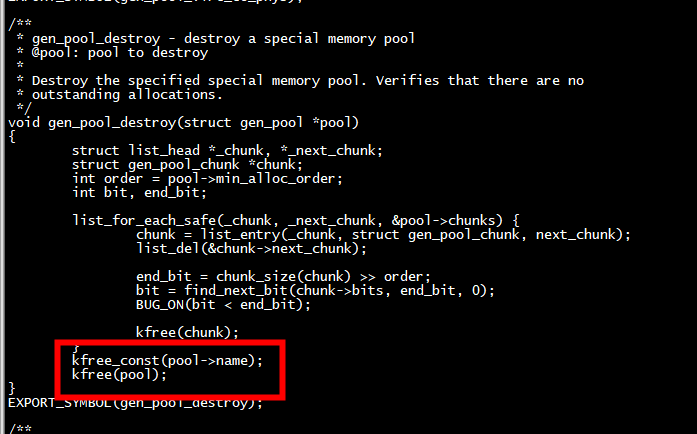 EXPORT_SYMBOL(gen_pool_virt_to_phys);
/**
 * gen_pool_destroy - destroy a special memory pool
 * @pool: pool to destroy
 *
 * Destroy the specified special memory pool. Verifies that there are no
 * outstanding allocations.
 */
void gen_pool_destroy(struct gen_pool *pool)
{
        struct list_head *_chunk, *_next_chunk;
        struct gen_pool_chunk *chunk;
        int order = pool->min_alloc_order;
        int bit, end_bit;

        list_for_each_safe(_chunk, _next_chunk, &pool->chunks) {
                chunk = list_entry(_chunk, struct gen_pool_chunk, next_chunk);
                list_del(&chunk->next_chunk);

                end_bit = chunk_size(chunk) >> order;
                bit = find_next_bit(chunk->bits, end_bit, 0);
                BUG_ON(bit < end_bit);

                kfree(chunk);
        }
        kfree_const(pool->name);
        kfree(pool);
}
EXPORT_SYMBOL(gen_pool_destroy);

/**